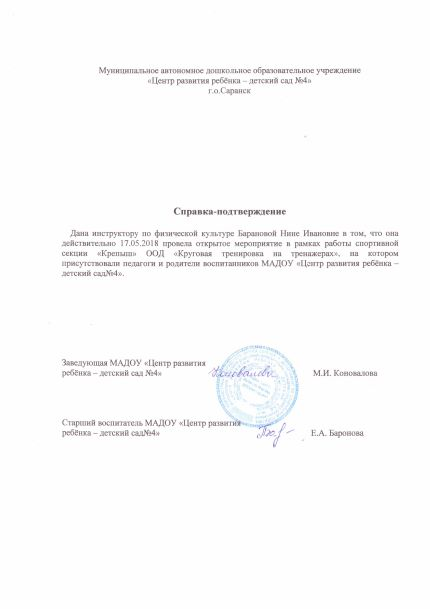 Муниципальное автономное дошкольное образовательное учреждение
«Центр развития ребёнка – детский сад №4»
г.о.Саранск
Справка-подтверждение
Дана инструктору по физической культуре Барановой Нине Ивановне в том, что она
действительно 17.05.2018 провела открытое мероприятие в рамках работы спортивной
секции «Крепыш» ООД «Круговая тренировка на тренажерах», на котором
присутствовали педагоги и родители воспитанников МАДОУ «Центр развития ребёнка –
детский сад№4».
Заведующая МАДОУ «Центр развития
ребёнка – детский сад №4» Коновалова М.И. Коновалова
Старший воспитатель МАДОУ «Центр развития
ребёнка – детский сад№4» Е.А. Баронова